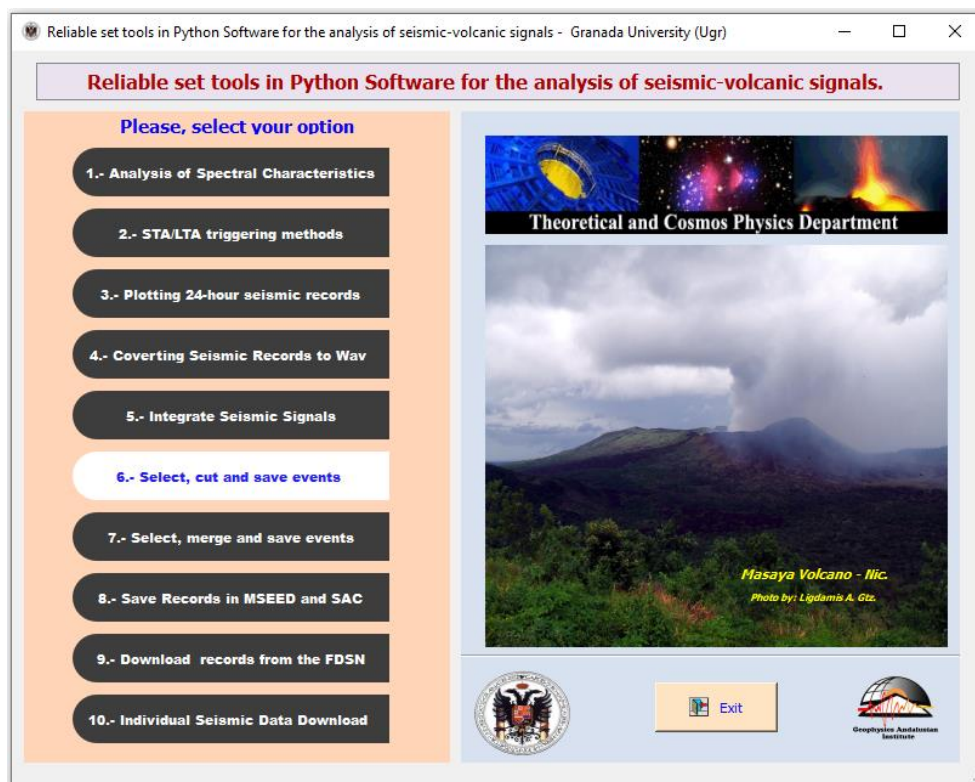 Reliable set tools in Python Software for the analysis of seismic-volcanic signals - Granada University (Ugr)
Reliable set tools in Python Software for the analysis of seismic-volcanic signals.
Please, select your option
1.- Analysis of Spectral Characteristics
2.- STA/LTA triggering methods
3.- Plotting 24-hour seismic records
4.- Coverting Seismic Records to Wav
5.- Integrate Seismic Signals
6.- Select, cut and save events
7.- Select, merge and save events
8.- Save Records in MSEED and SAC
9.- Download records from the FDSN
10.- Individual Seismic Data Download
Theoretical and Cosmos Physics Department
Masaya Volcano - Nic.
Photo by: Ligdamis A. Gtz.
Exit
Geophysics Andalusian
Institute